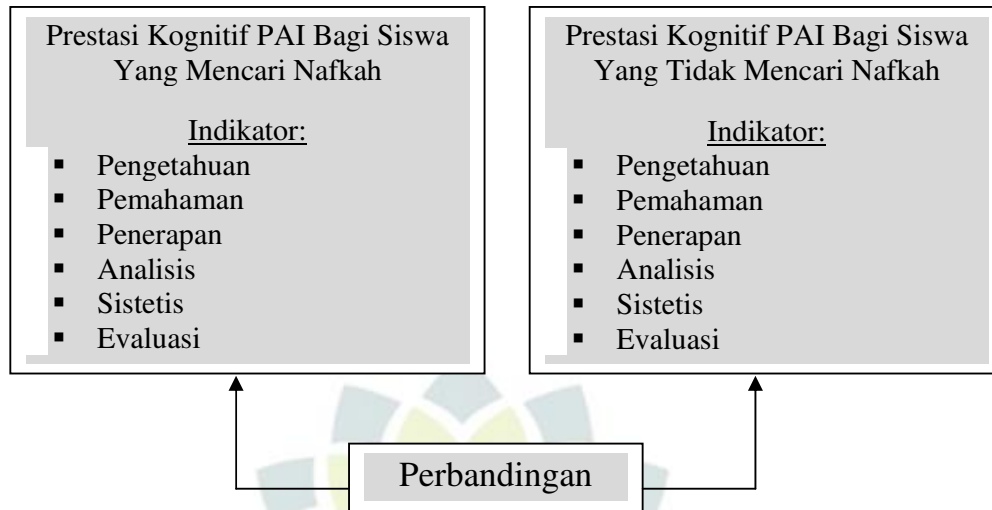 Prestasi Kognitif PAI Bagi Siswa
Yang Mencari Nafkah
Indikator:
▪ Pengetahuan
▪ Pemahaman
▪ Penerapan
▪ Analisis
▪ Sistetis
▪ Evaluasi
Prestasi Kognitif PAI Bagi Siswa
Yang Tidak Mencari Nafkah
Indikator:
▪ Pengetahuan
▪ Pemahaman
▪ Penerapan
▪ Analisis
▪ Sistetis
▪ Evaluasi
Perbandingan